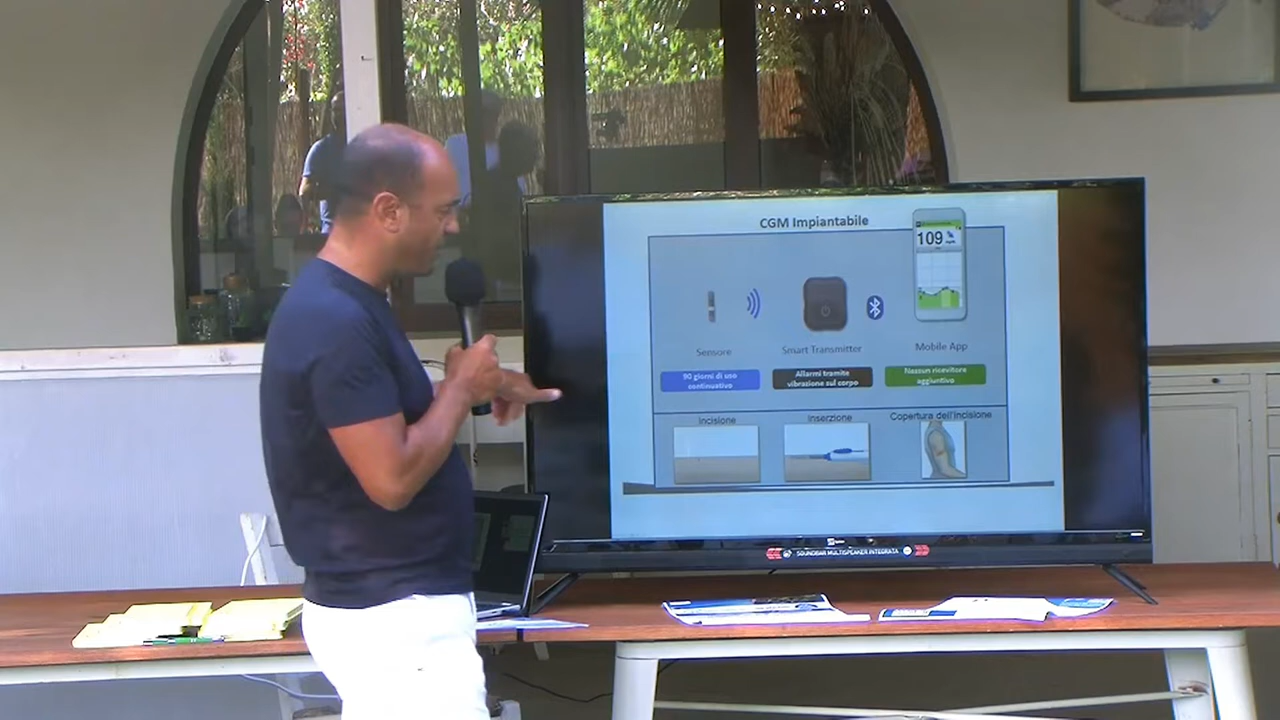 CGM Impiantabile
109
Sensore
Smart Transmitter
Mobile App
90 giorni di uso
continuativo
Allarmi tramite
vibrazione sul corpo
Nessun ricevitore
aggiuntivo
Incisione
Inserzione
Copertura dell'incisione
SOUNDBAR MULTISPEAKER INTEGRATA